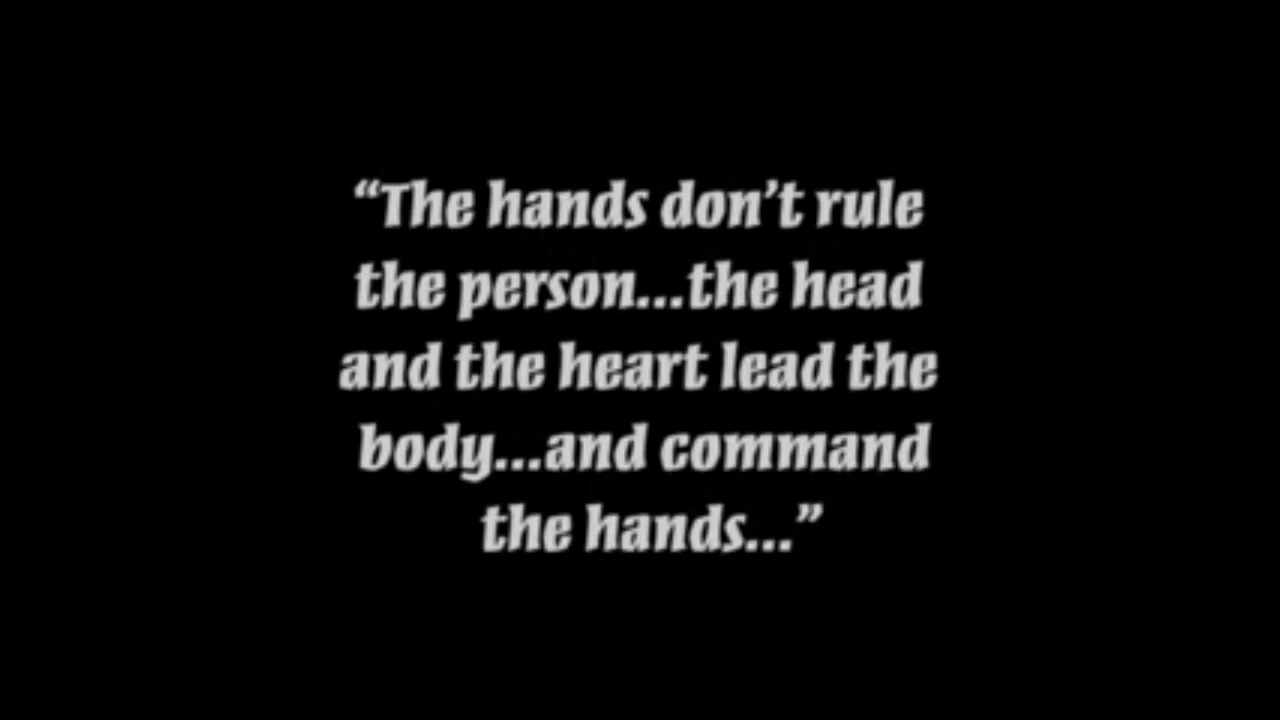 “The hands don’t rule
the person...the head
and the heart lead the
body...and command
the hands...”